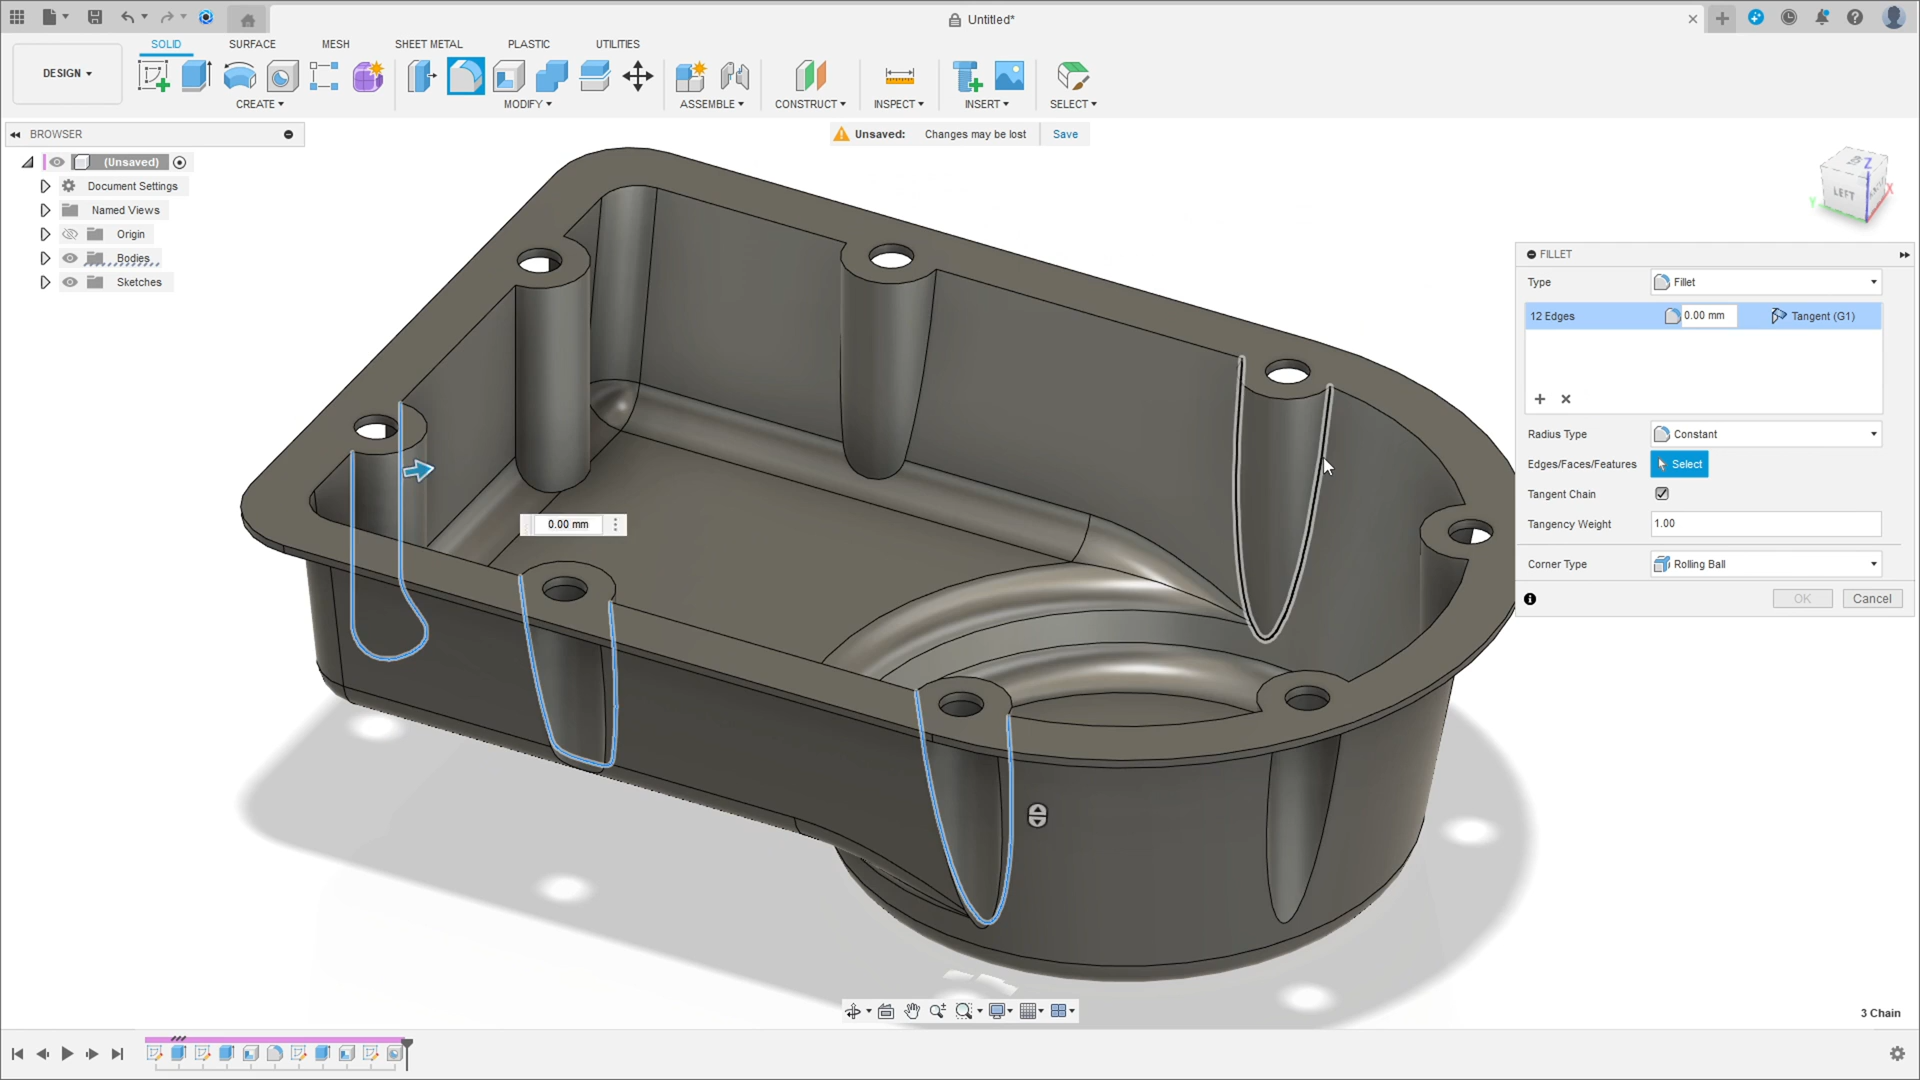 Untitled*
DESIGN
SOLID
SURFACE
MESH
SHEET METAL
PLASTIC
UTILITIES
CREATE
MODIFY
ASSEMBLE
CONSTRUCT
INSPECT
INSERT
SELECT
BROWSER
Unsaved: Changes may be lost Save
(Unsaved)
Document Settings
Named Views
Origin
Bodies
Sketches
Z
LEFT
X
Y
FILLET
Type Fillet
12 Edges 0.00 mm Tangent (G1)
Radius Type Constant
Edges/Faces/Features Select
Tangent Chain
Tangency Weight 1.00
Corner Type Rolling Ball
OK Cancel
0.00 mm
3 Chain